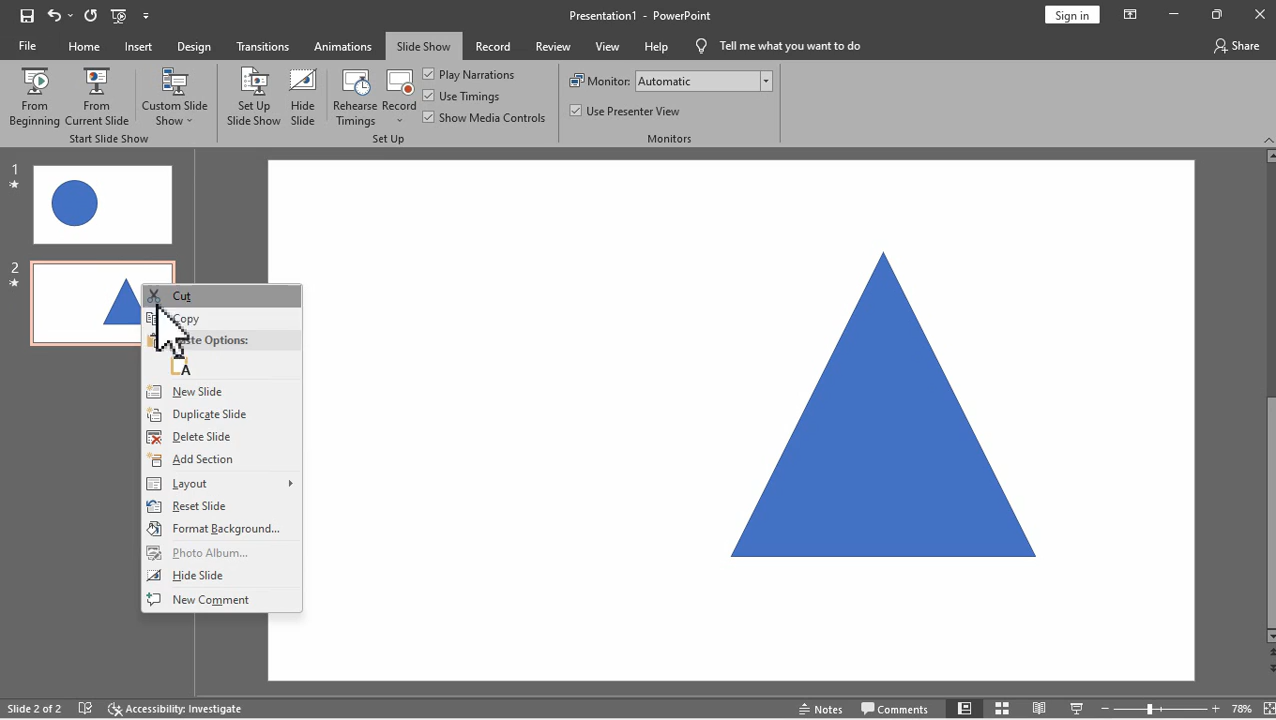 Presentation1 - PowerPoint
Sign in
File Home Insert Design Transitions Animations Slide Show Record Review View Help Tell me what you want to do Share
From Beginning
From Current Slide
Custom Slide Show
Start Slide Show
Set Up Slide Show
Hide Slide
Rehearse Timings
Record
Play Narrations
Use Timings
Show Media Controls
Set Up
Monitor: Automatic
Use Presenter View
Monitors
1
2
Cut
Copy
Options:
A
New Slide
Duplicate Slide
Delete Slide
Add Section
Layout
Reset Slide
Format Background...
Photo Album...
Hide Slide
New Comment
Slide 2 of 2 Accessibility: Investigate Notes Comments 78%